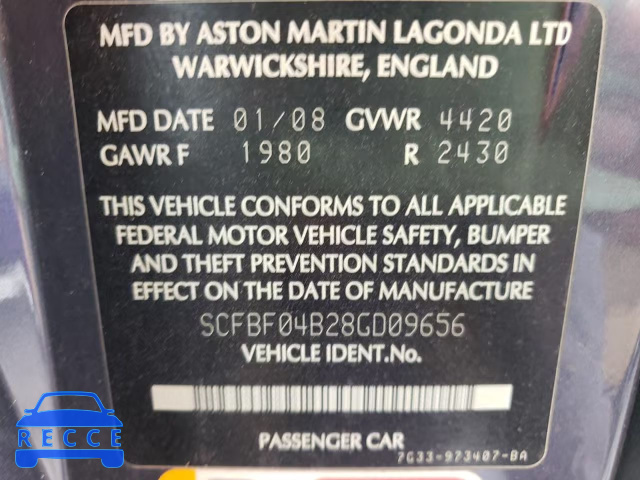 MFD BY ASTON MARTIN LAGONDA LTD
WARWICKSHIRE, ENGLAND
MFD DATE 01/08 GVWR 4420
GAWR F 1980 R 2430
THIS VEHICLE CONFORMS TO ALL APPLICABLE
FEDERAL MOTOR VEHICLE SAFETY, BUMPER
AND THEFT PREVENTION STANDARDS IN
EFFECT ON THE DATE OF MANUFACTURE
SCFBF04B28GD09656
VEHICLE IDENT.No.
PASSENGER CAR
7G33-973407-BA
RECCE